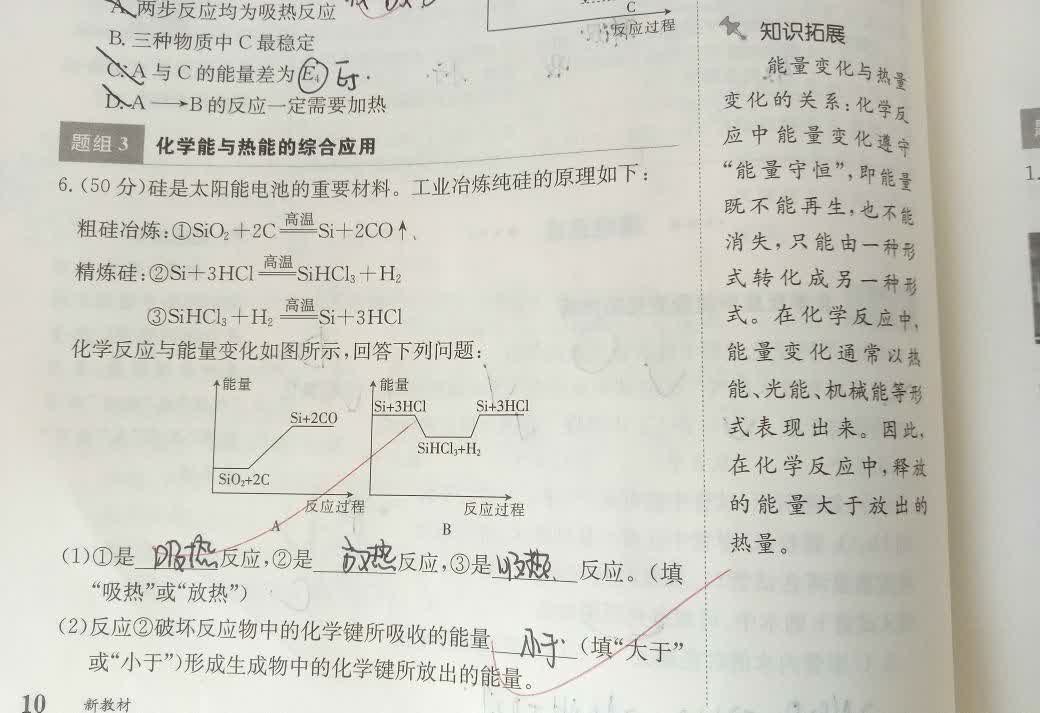 A. 两步反应均为吸热反应
B. 三种物质中 C 最稳定
C. A 与 C 的能量差为 E₄ E₅.
D. A→B 的反应一定需要加热
C
反应过程
题组 3 化学能与热能的综合应用
6.(50 分)硅是太阳能电池的重要材料。工业冶炼纯硅的原理如下：
粗硅冶炼：①SiO₂+2C=高温=Si+2CO↑、
精炼硅：②Si+3HCl=高温=SiHCl₃+H₂
③SiHCl₃+H₂=高温=Si+3HCl
化学反应与能量变化如图所示，回答下列问题：
能量
Si+2CO
SiO₂+2C
反应过程
A
能量
Si+3HCl
Si+3HCl
SiHCl₃+H₂
反应过程
B
(1)①是 吸热 反应，②是 放热 反应，③是 吸热 反应。(填
“吸热”或“放热”)
(2)反应②破坏反应物中的化学键所吸收的能量 小于 (填“大于”
或“小于”)形成生成物中的化学键所放出的能量。
10 新教材
知识拓展
能量变化与热量
变化的关系：化学反
应中能量变化遵守
“能量守恒”，即能量
既不能再生，也不能
消失，只能由一种形
式转化成另一种形
式。在化学反应中，
能量变化通常以热
能、光能、机械能等形
式表现出来。因此，
在化学反应中，释放
的能量大于放出的
热量。
1.